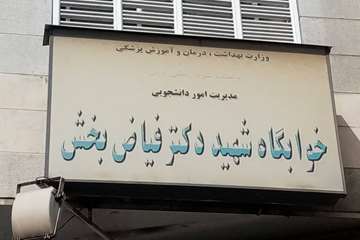 وزارت بهداشت ، درمان و آموزش پزشکی
مدیریت امور دانشجویی
خوابگاه شهید دکتر فیاض بخش